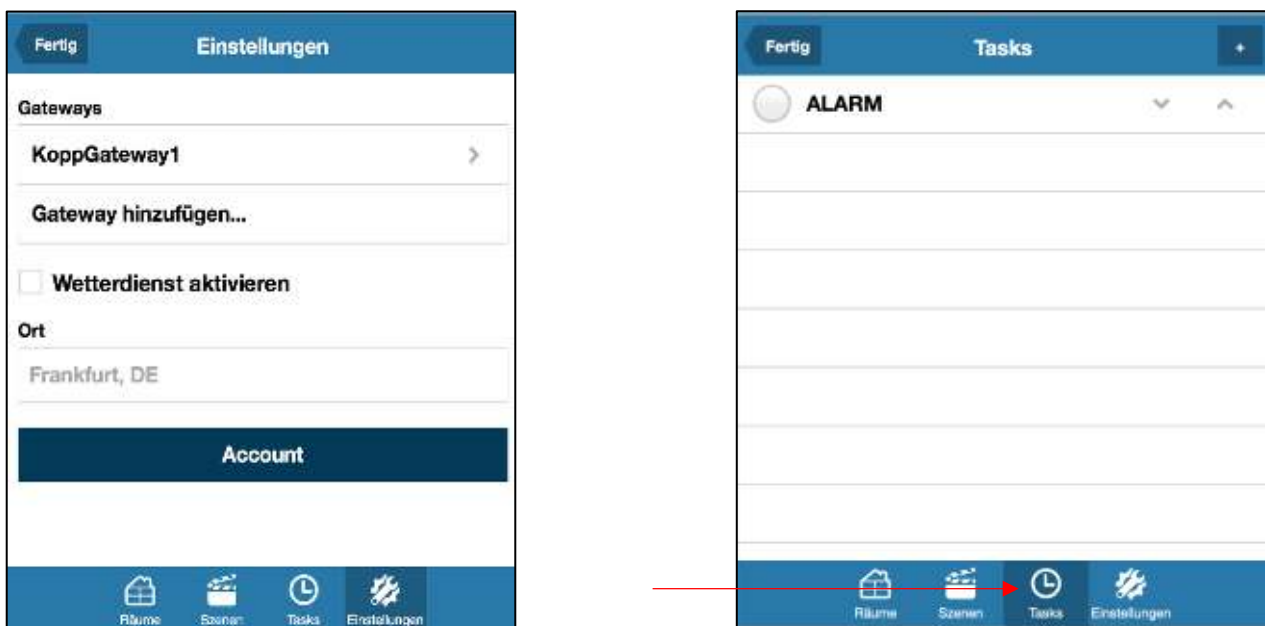 Fertig Einstellungen
Gateways
KoppGateway1
Gateway hinzufügen...
Wetterdienst aktivieren
Ort
Frankfurt, DE
Account
Räume Szenen Tasks Einstellungen
Fertig Tasks +
ALARM
Räume Szenen Tasks Einstellungen